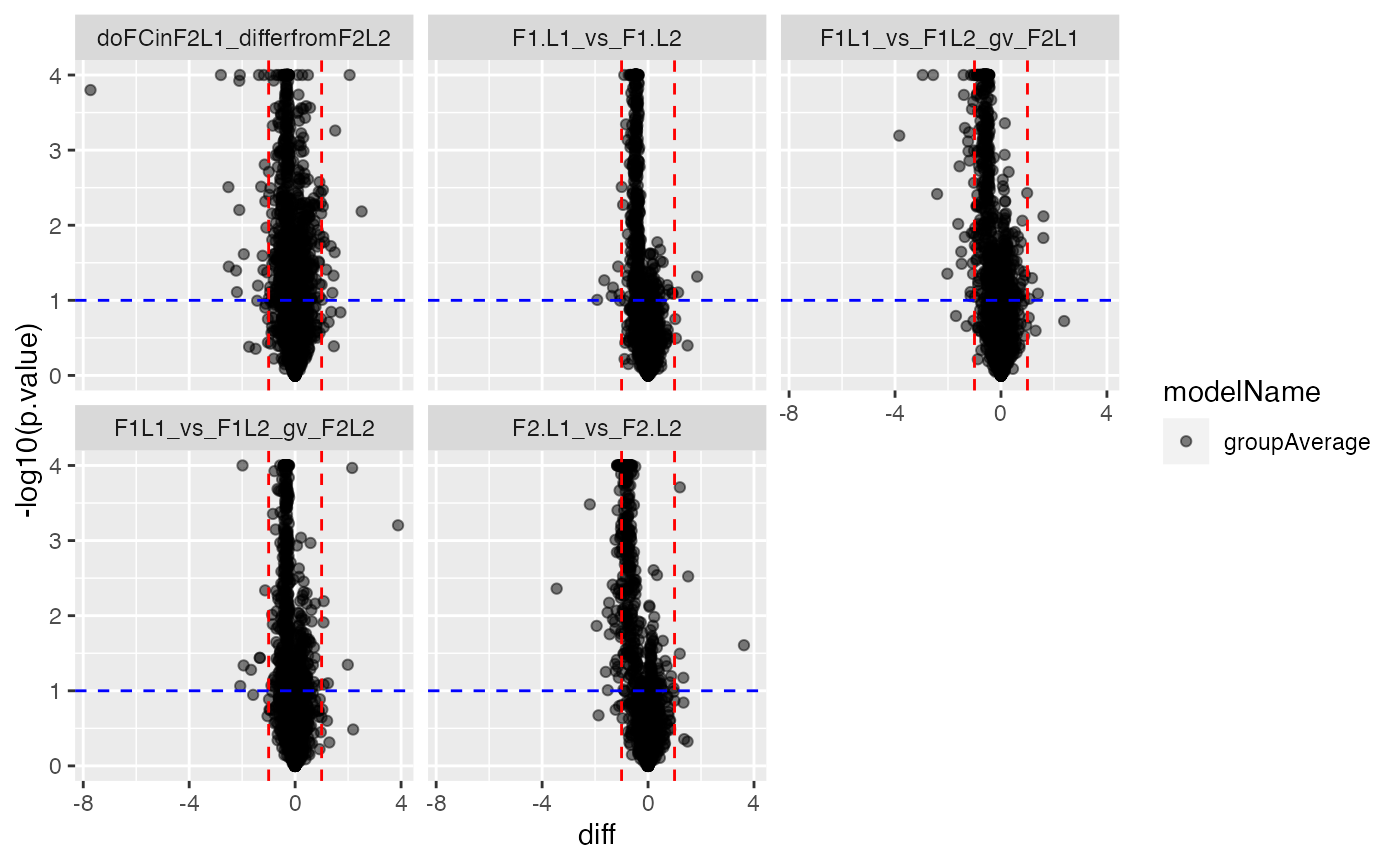 doFCinF2L1_differfromF2L2
F1.L1_vs_F1.L2
F1L1_vs_F1L2_gv_F2L1
4
3
2
1
0
-8
-4
0
4
F1L1_vs_F1L2_gv_F2L2
F2.L1_vs_F2.L2
4
3
2
1
0
-8
-4
0
4
-8
-4
0
4
-log10(p.value)
diff
modelName
groupAverage